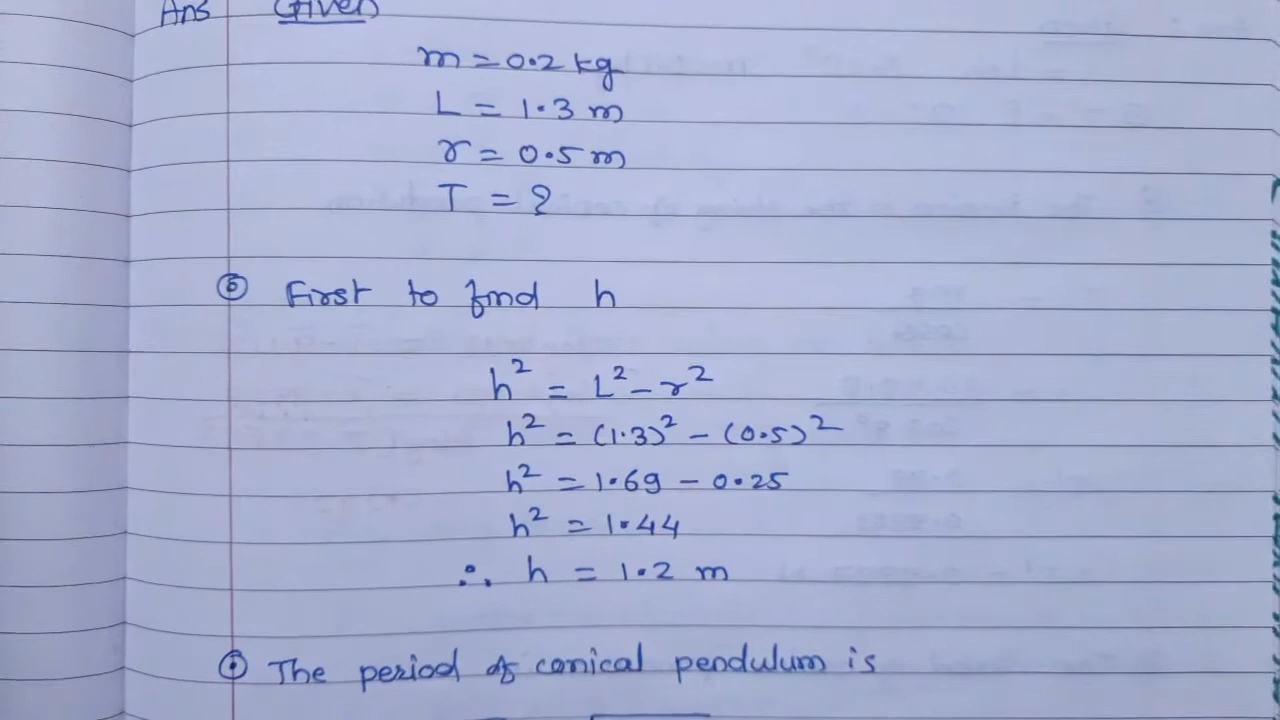 Ans Given
m = 0.2 kg
L = 1.3 m
r = 0.5 m
T = ?
First to find h
h² = L² - r²
h² = (1.3)² - (0.5)²
h² = 1.69 - 0.25
h² = 1.44
∴ h = 1.2 m
The period of conical pendulum is